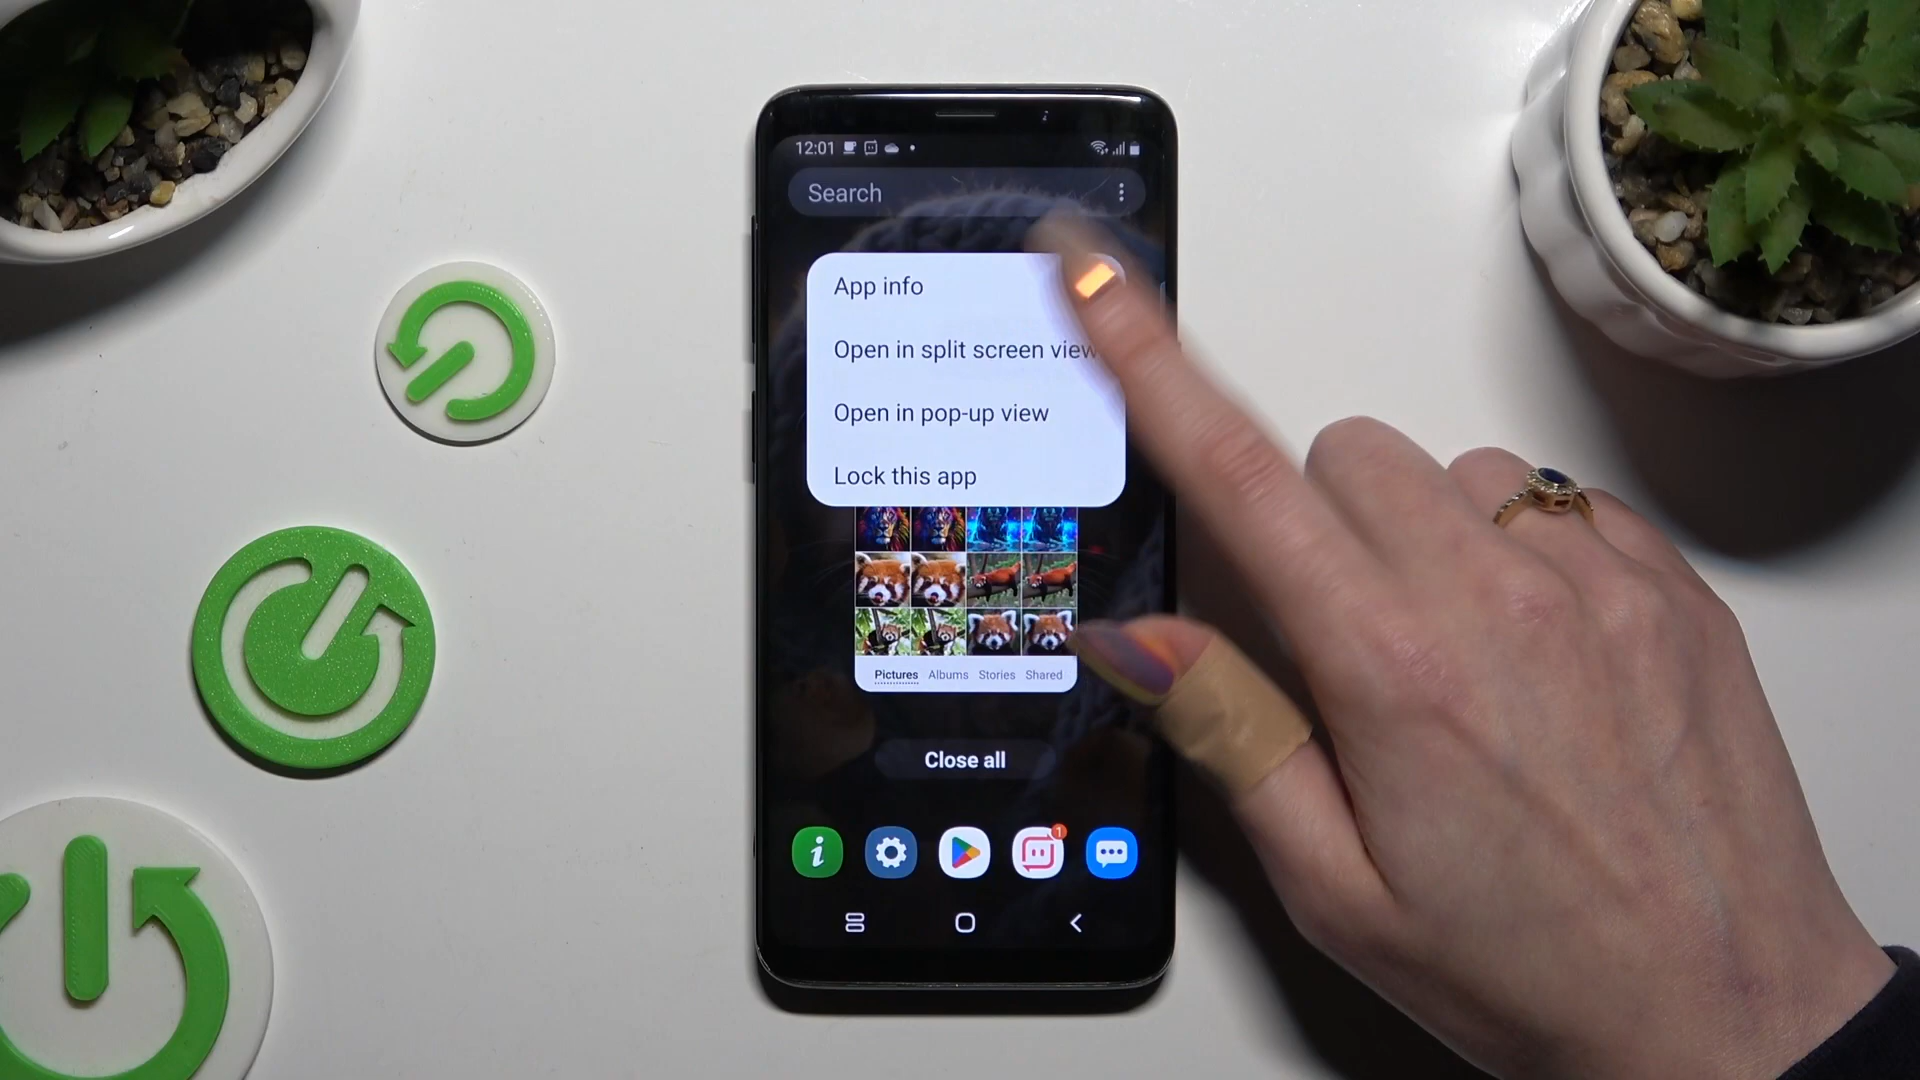 12:01
Search
App info
Open in split screen view
Open in pop-up view
Lock this app
Pictures Albums Stories Shared
Close all
1